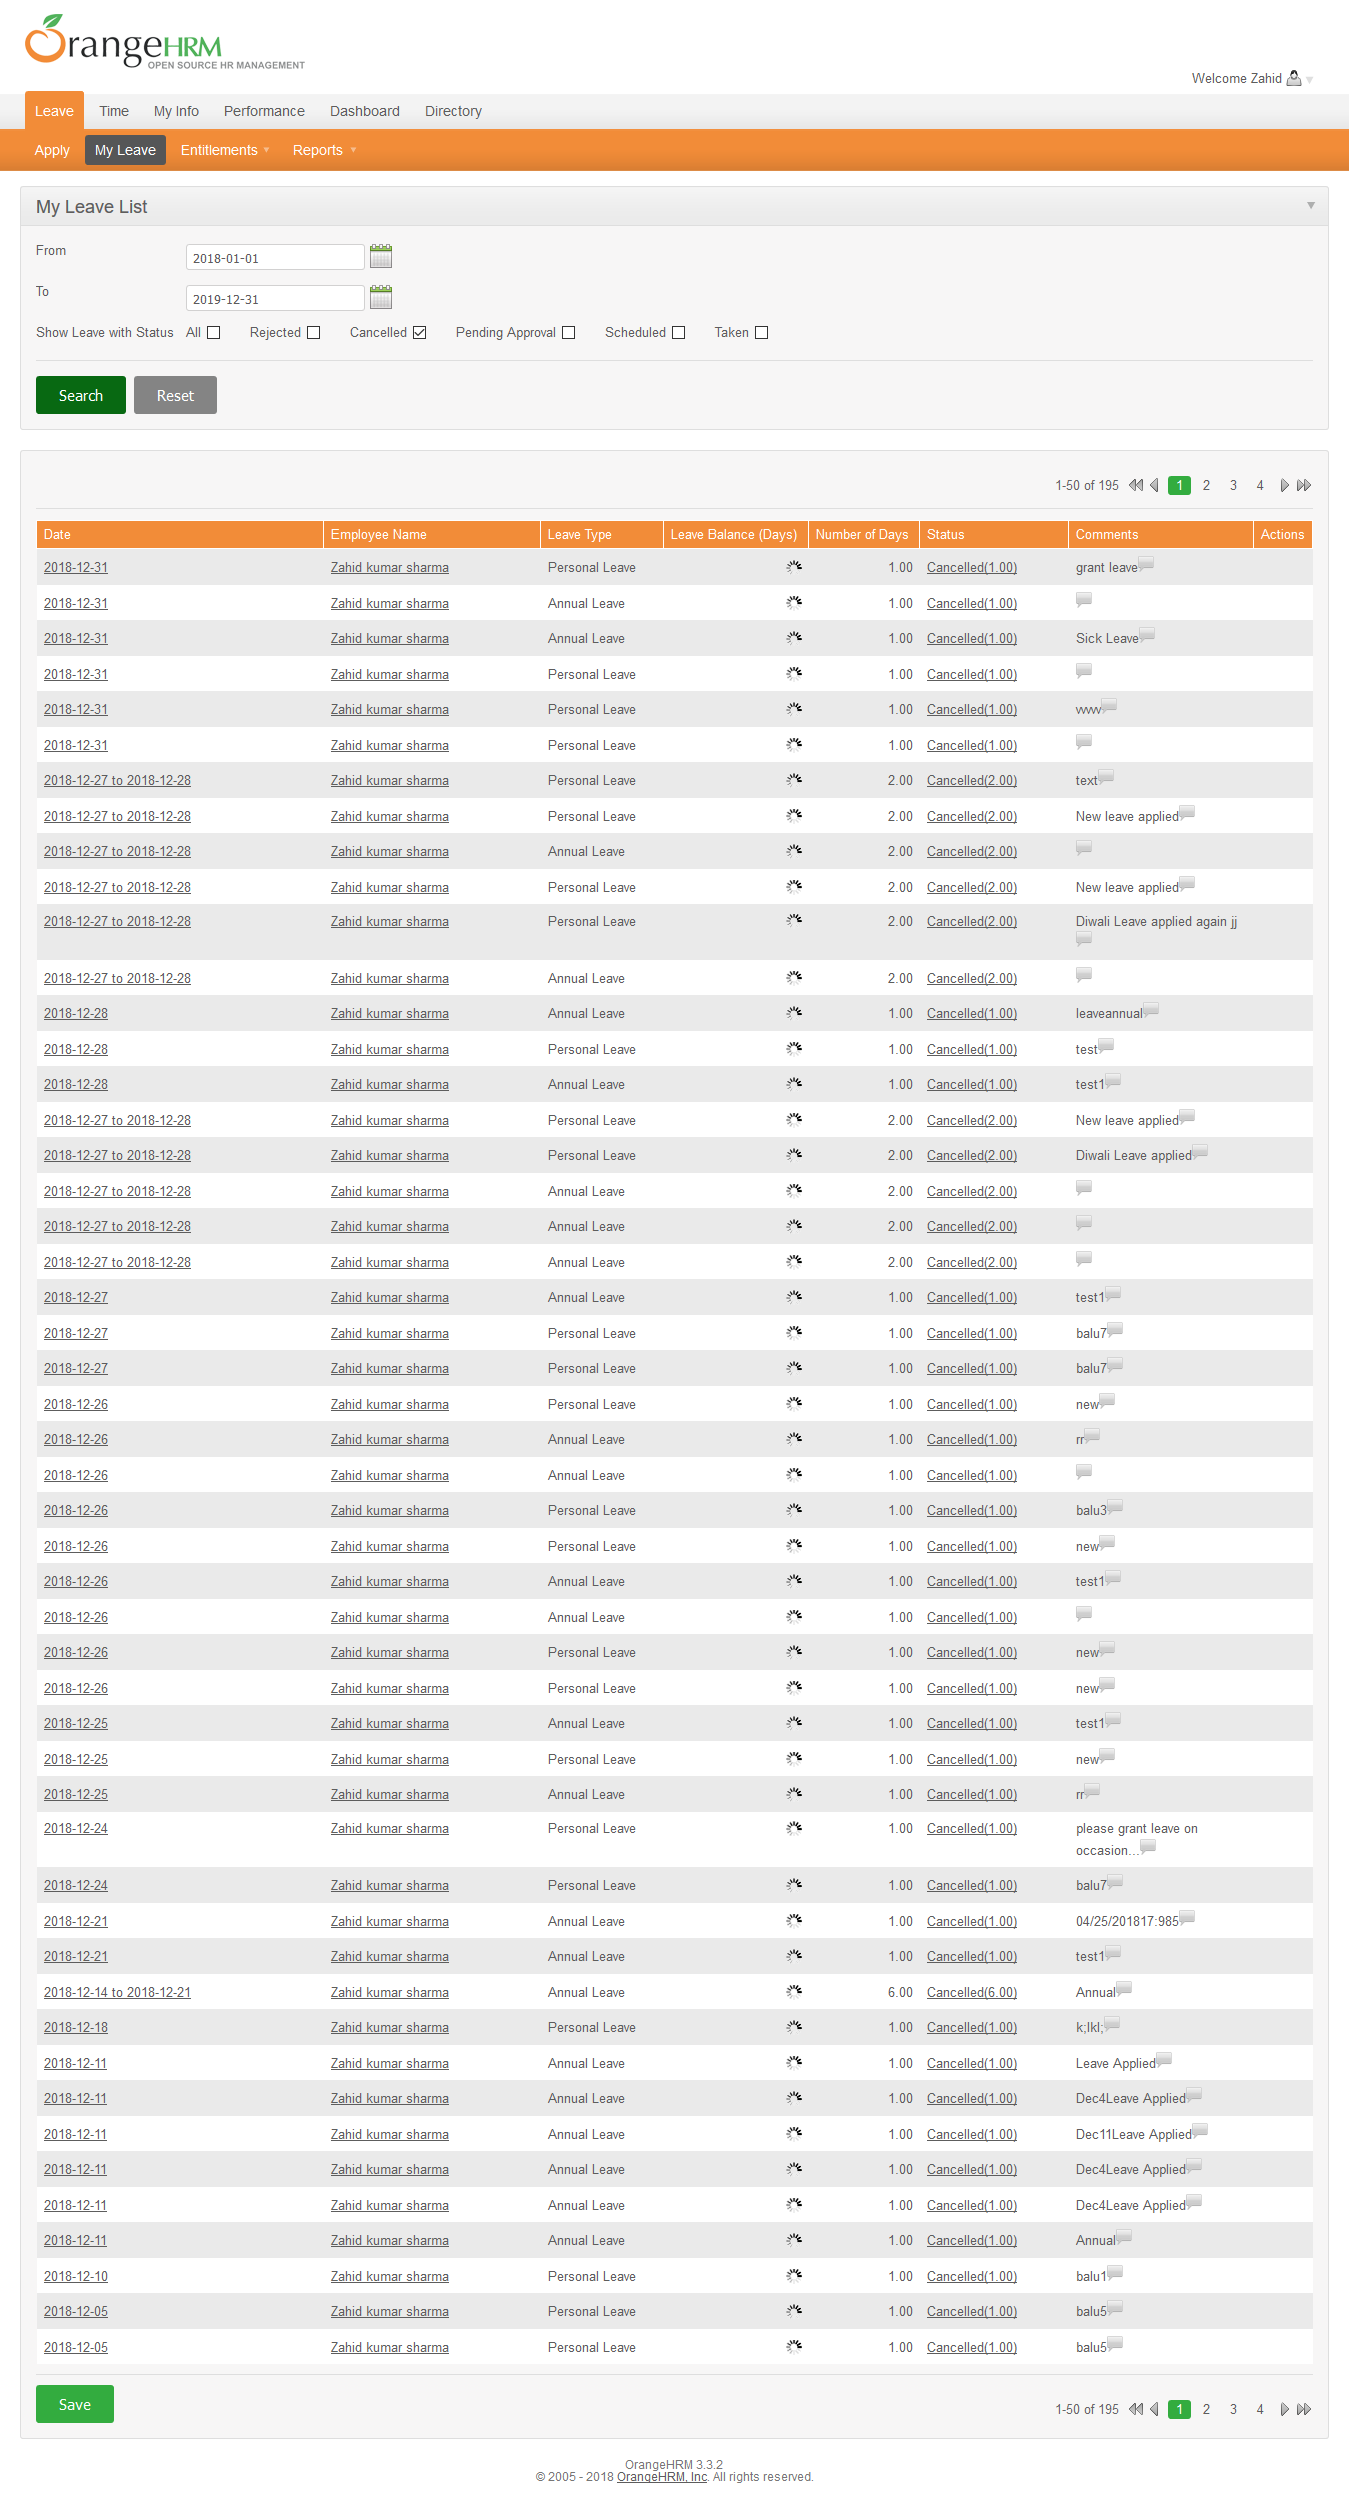 OrangeHRM
OPEN SOURCE HR MANAGEMENT
Welcome Zahid
Leave Time My Info Performance Dashboard Directory
Apply My Leave Entitlements Reports
My Leave List
From 2018-01-01
To 2019-12-31
Show Leave with Status All Rejected Cancelled Pending Approval Scheduled Taken
Search Reset
1-50 of 195 1 2 3 4
Date Employee Name Leave Type Leave Balance (Days) Number of Days Status Comments Actions
2018-12-31 Zahid kumar sharma Personal Leave 1.00 Cancelled(1.00) grant leave
2018-12-31 Zahid kumar sharma Annual Leave 1.00 Cancelled(1.00)
2018-12-31 Zahid kumar sharma Annual Leave 1.00 Cancelled(1.00) Sick Leave
2018-12-31 Zahid kumar sharma Personal Leave 1.00 Cancelled(1.00)
2018-12-31 Zahid kumar sharma Personal Leave 1.00 Cancelled(1.00)
2018-12-31 Zahid kumar sharma Personal Leave 1.00 Cancelled(1.00)
2018-12-27 to 2018-12-28 Zahid kumar sharma Personal Leave 2.00 Cancelled(2.00) text
2018-12-27 to 2018-12-28 Zahid kumar sharma Personal Leave 2.00 Cancelled(2.00) New leave applied
2018-12-27 to 2018-12-28 Zahid kumar sharma Annual Leave 2.00 Cancelled(2.00)
2018-12-27 to 2018-12-28 Zahid kumar sharma Personal Leave 2.00 Cancelled(2.00) New leave applied
2018-12-27 to 2018-12-28 Zahid kumar sharma Personal Leave 2.00 Cancelled(2.00) Diwali Leave applied again jj
2018-12-27 to 2018-12-28 Zahid kumar sharma Annual Leave 2.00 Cancelled(2.00)
2018-12-28 Zahid kumar sharma Annual Leave 1.00 Cancelled(1.00) leaveannual
2018-12-28 Zahid kumar sharma Personal Leave 1.00 Cancelled(1.00) test
2018-12-28 Zahid kumar sharma Annual Leave 1.00 Cancelled(1.00) test1
2018-12-27 to 2018-12-28 Zahid kumar sharma Personal Leave 2.00 Cancelled(2.00) New leave applied
2018-12-27 to 2018-12-28 Zahid kumar sharma Personal Leave 2.00 Cancelled(2.00) Diwali Leave applied
2018-12-27 to 2018-12-28 Zahid kumar sharma Annual Leave 2.00 Cancelled(2.00)
2018-12-27 to 2018-12-28 Zahid kumar sharma Annual Leave 2.00 Cancelled(2.00)
2018-12-27 to 2018-12-28 Zahid kumar sharma Annual Leave 2.00 Cancelled(2.00)
2018-12-27 Zahid kumar sharma Annual Leave 1.00 Cancelled(1.00) test1
2018-12-27 Zahid kumar sharma Personal Leave 1.00 Cancelled(1.00) balu7
2018-12-27 Zahid kumar sharma Personal Leave 1.00 Cancelled(1.00) balu7
2018-12-26 Zahid kumar sharma Personal Leave 1.00 Cancelled(1.00) new
2018-12-26 Zahid kumar sharma Annual Leave 1.00 Cancelled(1.00) rr
2018-12-26 Zahid kumar sharma Annual Leave 1.00 Cancelled(1.00)
2018-12-26 Zahid kumar sharma Personal Leave 1.00 Cancelled(1.00) balu3
2018-12-26 Zahid kumar sharma Personal Leave 1.00 Cancelled(1.00) new
2018-12-26 Zahid kumar sharma Annual Leave 1.00 Cancelled(1.00) test1
2018-12-26 Zahid kumar sharma Annual Leave 1.00 Cancelled(1.00)
2018-12-26 Zahid kumar sharma Personal Leave 1.00 Cancelled(1.00) new
2018-12-26 Zahid kumar sharma Personal Leave 1.00 Cancelled(1.00) new
2018-12-25 Zahid kumar sharma Annual Leave 1.00 Cancelled(1.00) test1
2018-12-25 Zahid kumar sharma Personal Leave 1.00 Cancelled(1.00) new
2018-12-25 Zahid kumar sharma Annual Leave 1.00 Cancelled(1.00) rr
2018-12-24 Zahid kumar sharma Personal Leave 1.00 Cancelled(1.00) please grant leave on
occasion...
2018-12-24 Zahid kumar sharma Personal Leave 1.00 Cancelled(1.00) balu7
2018-12-21 Zahid kumar sharma Annual Leave 1.00 Cancelled(1.00) 04/25/201817:985
2018-12-21 Zahid kumar sharma Annual Leave 1.00 Cancelled(1.00) test1
2018-12-14 to 2018-12-21 Zahid kumar sharma Annual Leave 6.00 Cancelled(6.00) Annual
2018-12-18 Zahid kumar sharma Personal Leave 1.00 Cancelled(1.00) k;lkl;
2018-12-11 Zahid kumar sharma Annual Leave 1.00 Cancelled(1.00) Leave Applied
2018-12-11 Zahid kumar sharma Annual Leave 1.00 Cancelled(1.00) Dec4Leave Applied
2018-12-11 Zahid kumar sharma Annual Leave 1.00 Cancelled(1.00) Dec11Leave Applied
2018-12-11 Zahid kumar sharma Annual Leave 1.00 Cancelled(1.00) Dec4Leave Applied
2018-12-11 Zahid kumar sharma Annual Leave 1.00 Cancelled(1.00) Dec4Leave Applied
2018-12-11 Zahid kumar sharma Annual Leave 1.00 Cancelled(1.00) Annual
2018-12-10 Zahid kumar sharma Personal Leave 1.00 Cancelled(1.00) balu1
2018-12-05 Zahid kumar sharma Personal Leave 1.00 Cancelled(1.00) balu5
2018-12-05 Zahid kumar sharma Personal Leave 1.00 Cancelled(1.00) balu5
Save
1-50 of 195 1 2 3 4
OrangeHRM 3.3.2
© 2005 - 2018 OrangeHRM, Inc. All rights reserved.